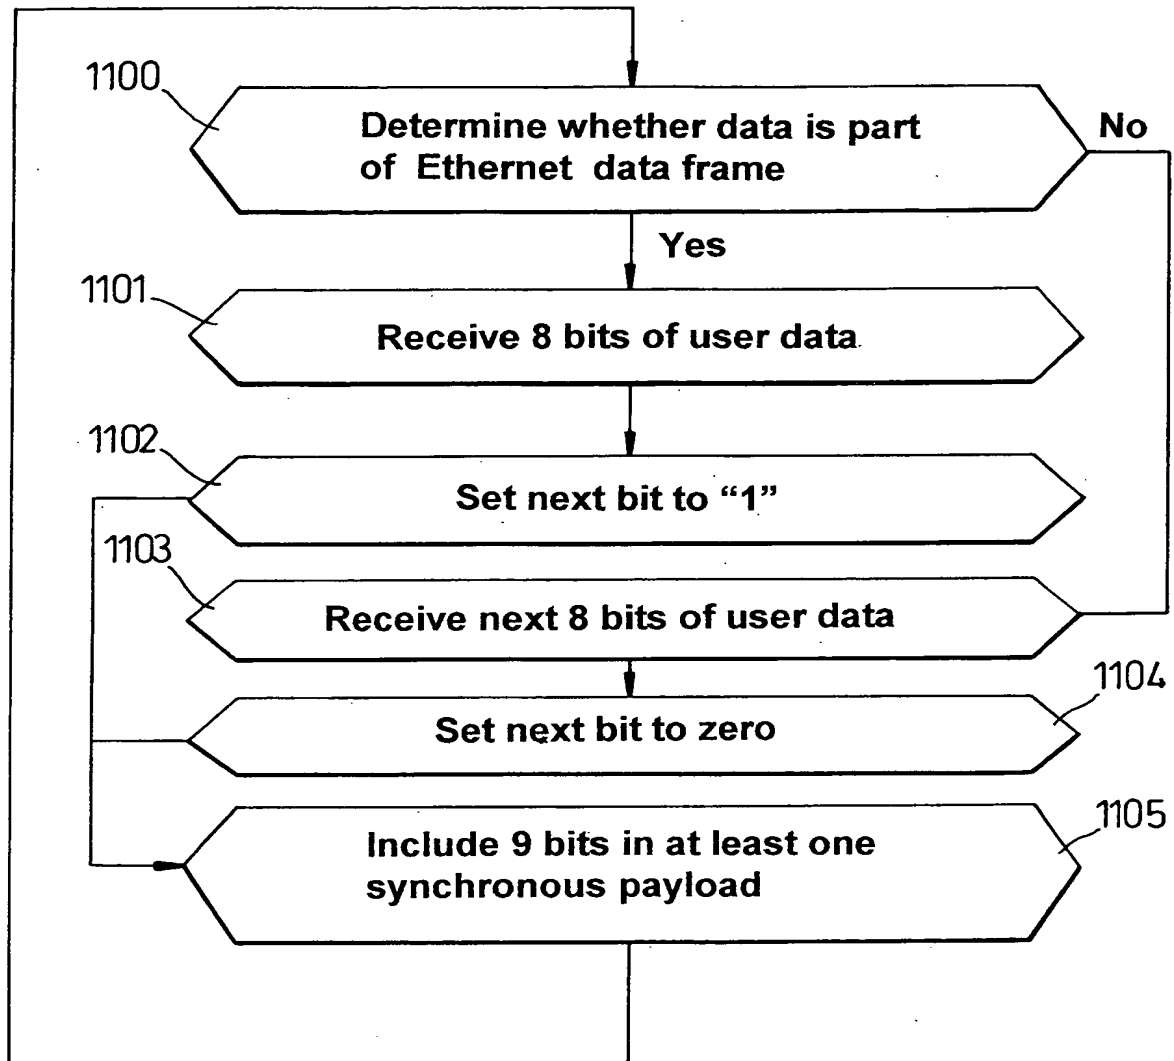 1100
Determine whether data is part
of Ethernet data frame
No
Yes
1101
Receive 8 bits of user data
1102
Set next bit to “1”
1103
Receive next 8 bits of user data
1104
Set next bit to zero
1105
Include 9 bits in at least one
synchronous payload